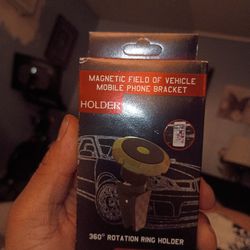 MAGNETIC FIELD OF VEHICLE
MOBILE PHONE BRACKET
HOLDER
360° ROTATION RING HOLDER